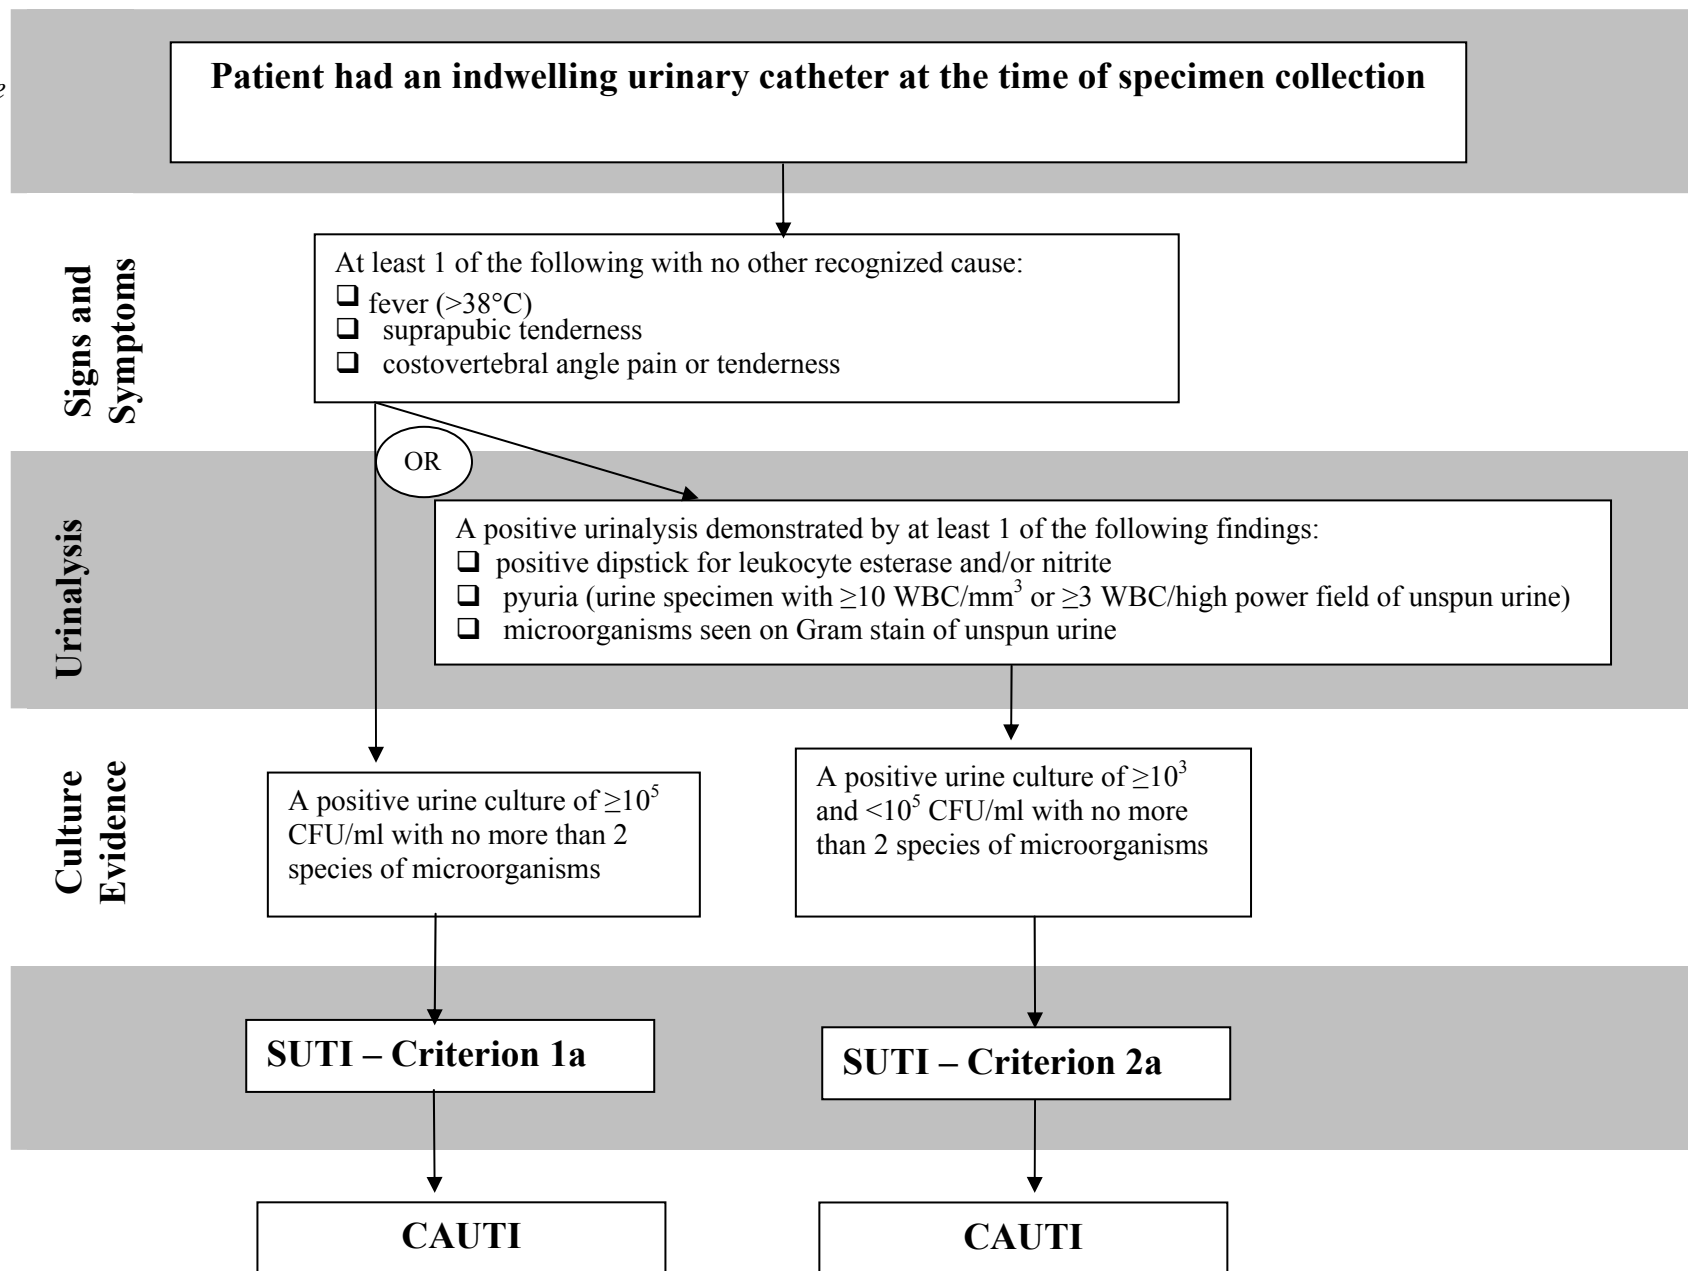 e
Patient had an indwelling urinary catheter at the time of specimen collection
Signs and
Symptoms
At least 1 of the following with no other recognized cause:
❑ fever (>38°C)
❑ suprapubic tenderness
❑ costovertebral angle pain or tenderness
OR
Urinalysis
A positive urinalysis demonstrated by at least 1 of the following findings:
❑ positive dipstick for leukocyte esterase and/or nitrite
❑ pyuria (urine specimen with ≥10 WBC/mm³ or ≥3 WBC/high power field of unspun urine)
❑ microorganisms seen on Gram stain of unspun urine
Culture
Evidence
A positive urine culture of ≥10⁵
CFU/ml with no more than 2
species of microorganisms
A positive urine culture of ≥10³
and <10⁵ CFU/ml with no more
than 2 species of microorganisms
SUTI – Criterion 1a
SUTI – Criterion 2a
CAUTI
CAUTI